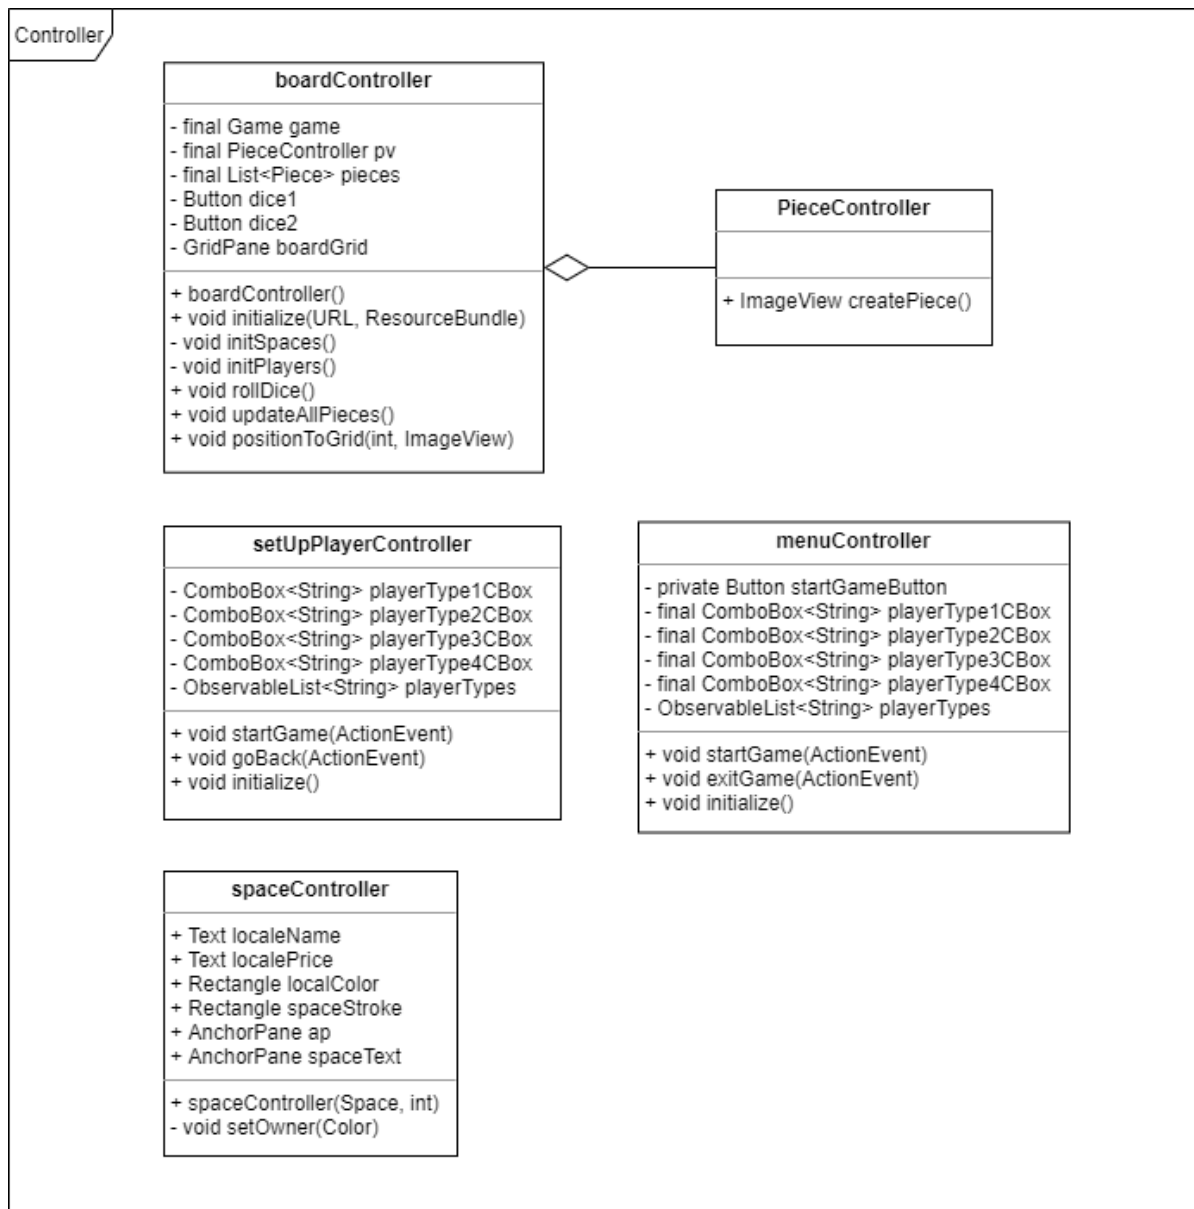 Controller
boardController
- final Game game
- final PieceController pv
- final List<Piece> pieces
- Button dice1
- Button dice2
- GridPane boardGrid
+ boardController()
+ void initialize(URL, ResourceBundle)
- void initSpaces()
- void initPlayers()
+ void rollDice()
+ void updateAllPieces()
+ void positionToGrid(int, ImageView)
PieceController
+ ImageView createPiece()
setUpPlayerController
- ComboBox<String> playerType1CBox
- ComboBox<String> playerType2CBox
- ComboBox<String> playerType3CBox
- ComboBox<String> playerType4CBox
- ObservableList<String> playerTypes
+ void startGame(ActionEvent)
+ void goBack(ActionEvent)
+ void initialize()
menuController
- private Button startGameButton
- final ComboBox<String> playerType1CBox
- final ComboBox<String> playerType2CBox
- final ComboBox<String> playerType3CBox
- final ComboBox<String> playerType4CBox
- ObservableList<String> playerTypes
+ void startGame(ActionEvent)
+ void exitGame(ActionEvent)
+ void initialize()
spaceController
+ Text localeName
+ Text localePrice
+ Rectangle localColor
+ Rectangle spaceStroke
+ AnchorPane ap
+ AnchorPane spaceText
+ spaceController(Space, int)
- void setOwner(Color)